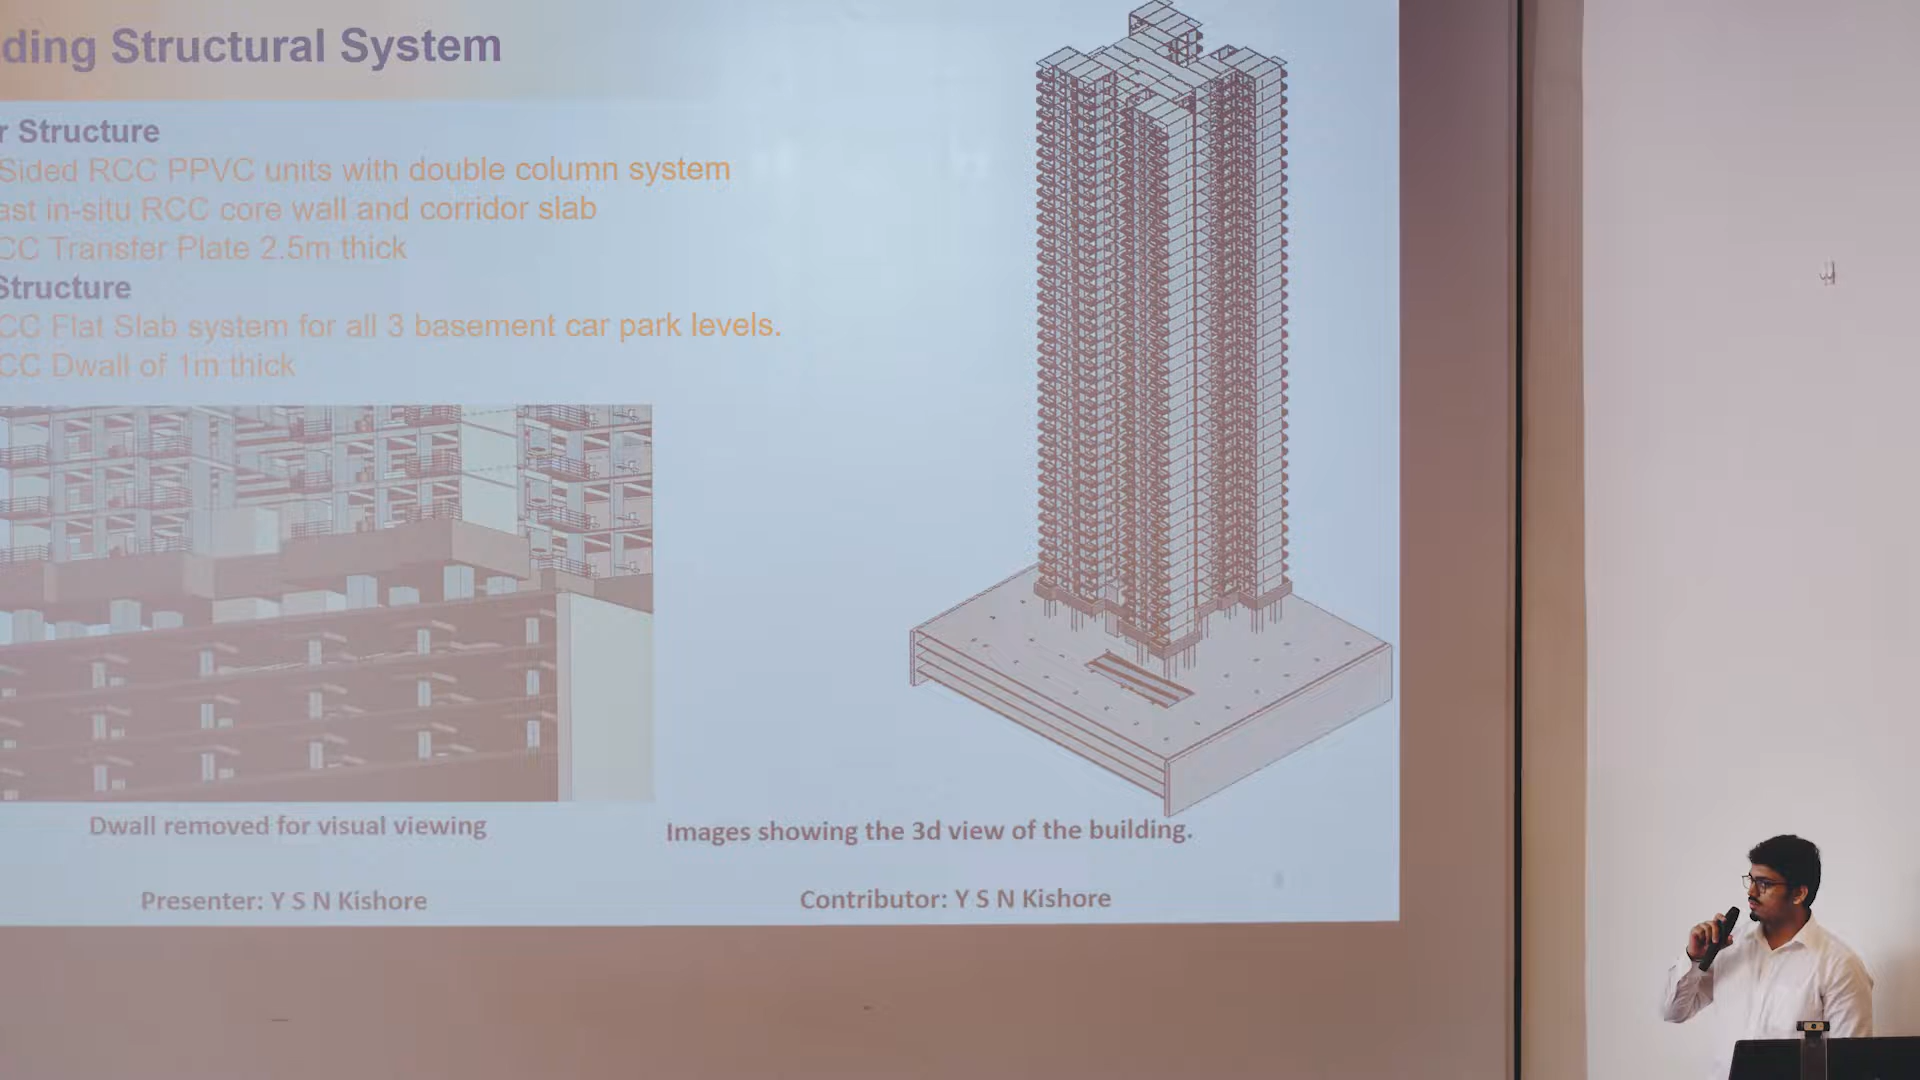 ding Structural System
r Structure
Sided RCC PPVC units with double column system
ast in-situ RCC core wall and corridor slab
CC Transfer Plate 2.5m thick
Structure
CC Flat Slab system for all 3 basement car park levels.
CC Dwall of 1m thick
Dwall removed for visual viewing
Images showing the 3d view of the building.
Presenter: Y S N Kishore
Contributor: Y S N Kishore